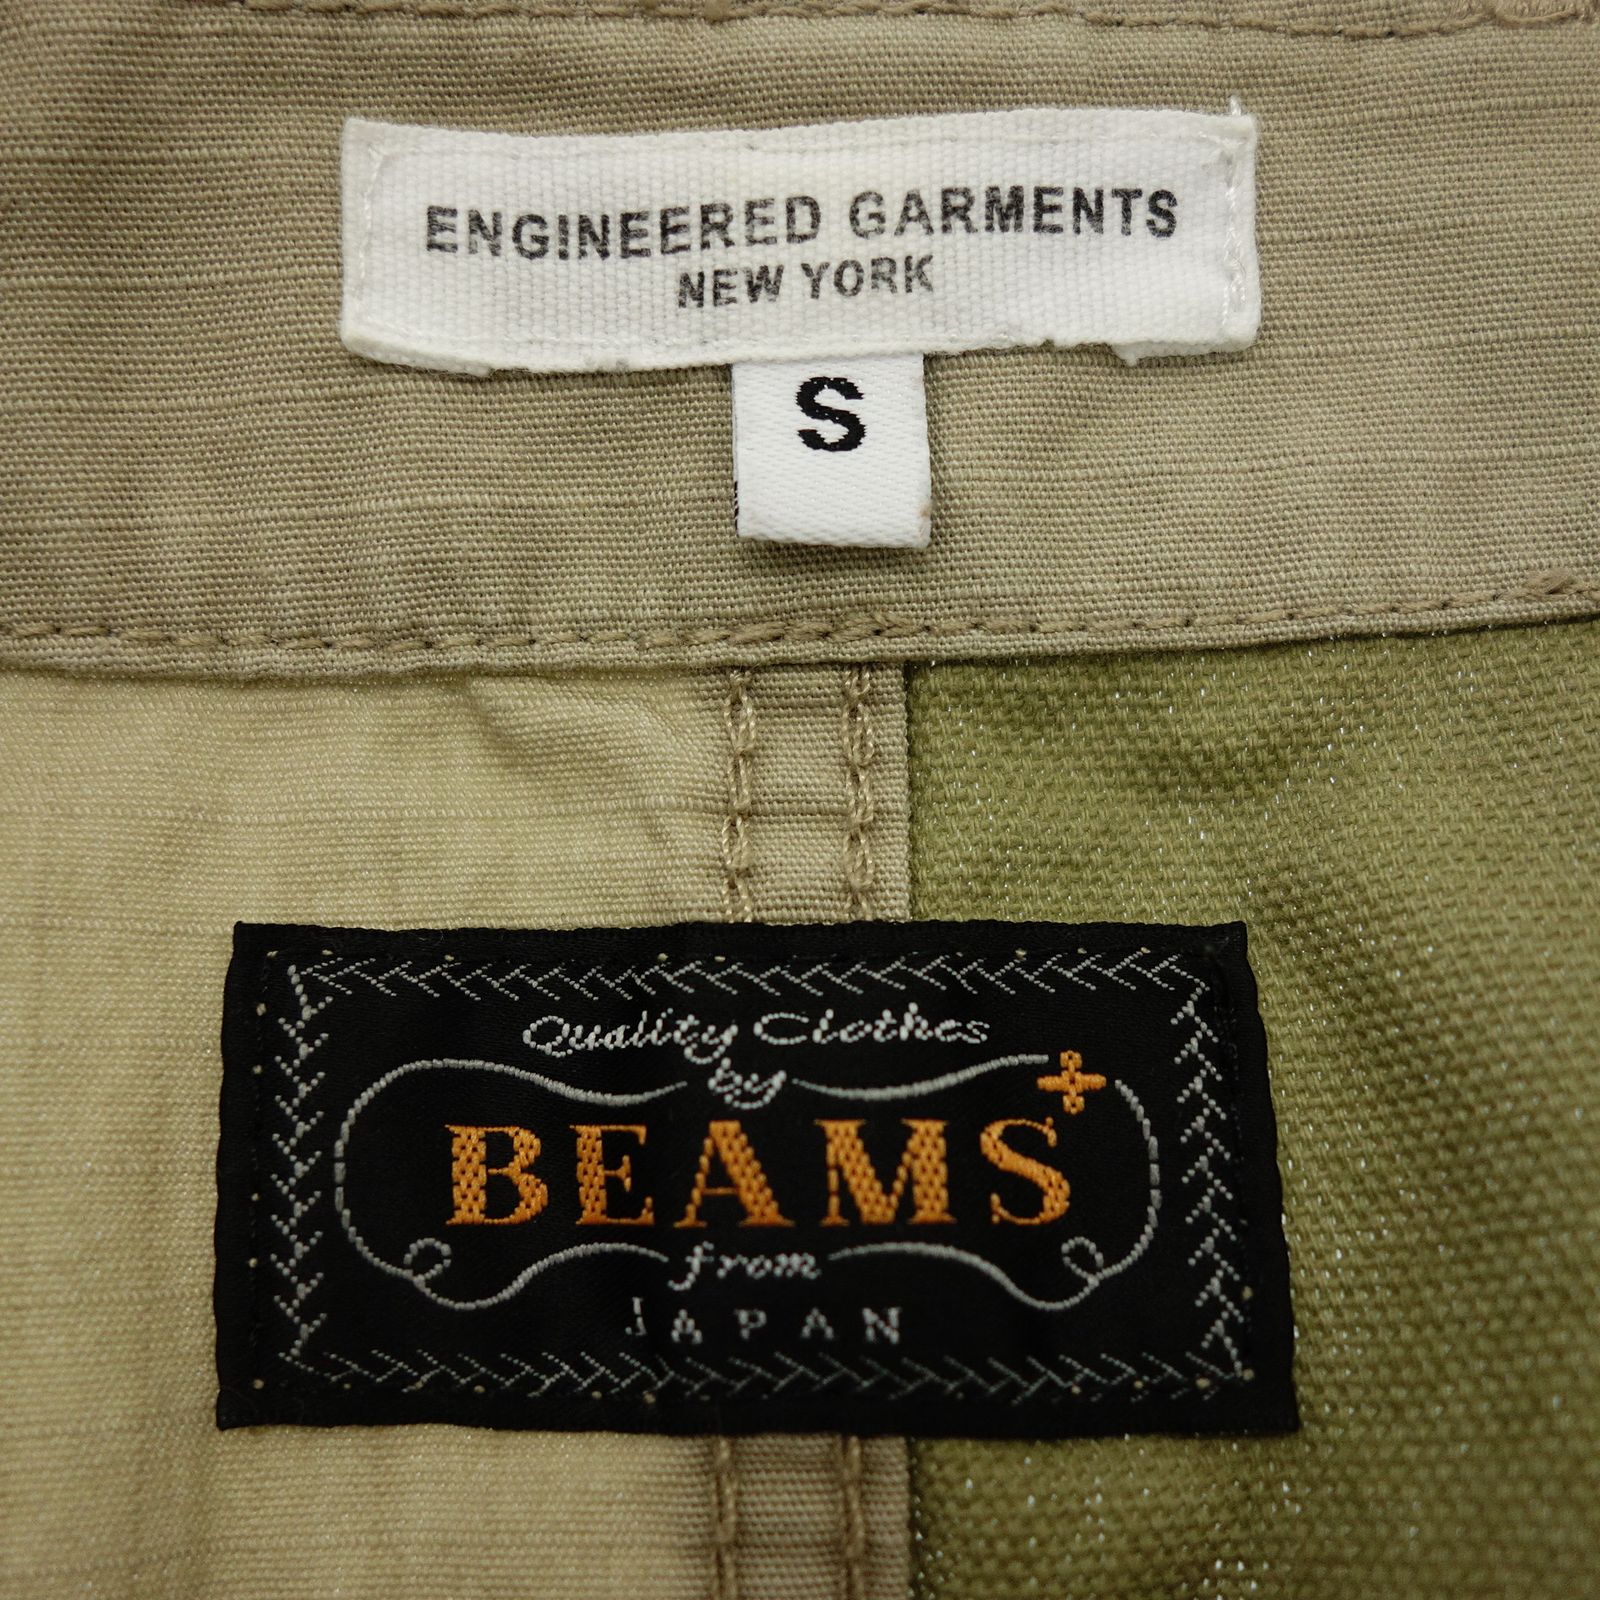 ENGINEERED GARMENTS
NEW YORK
S
Quality Clothes
by
BEAMS+
from
JAPAN